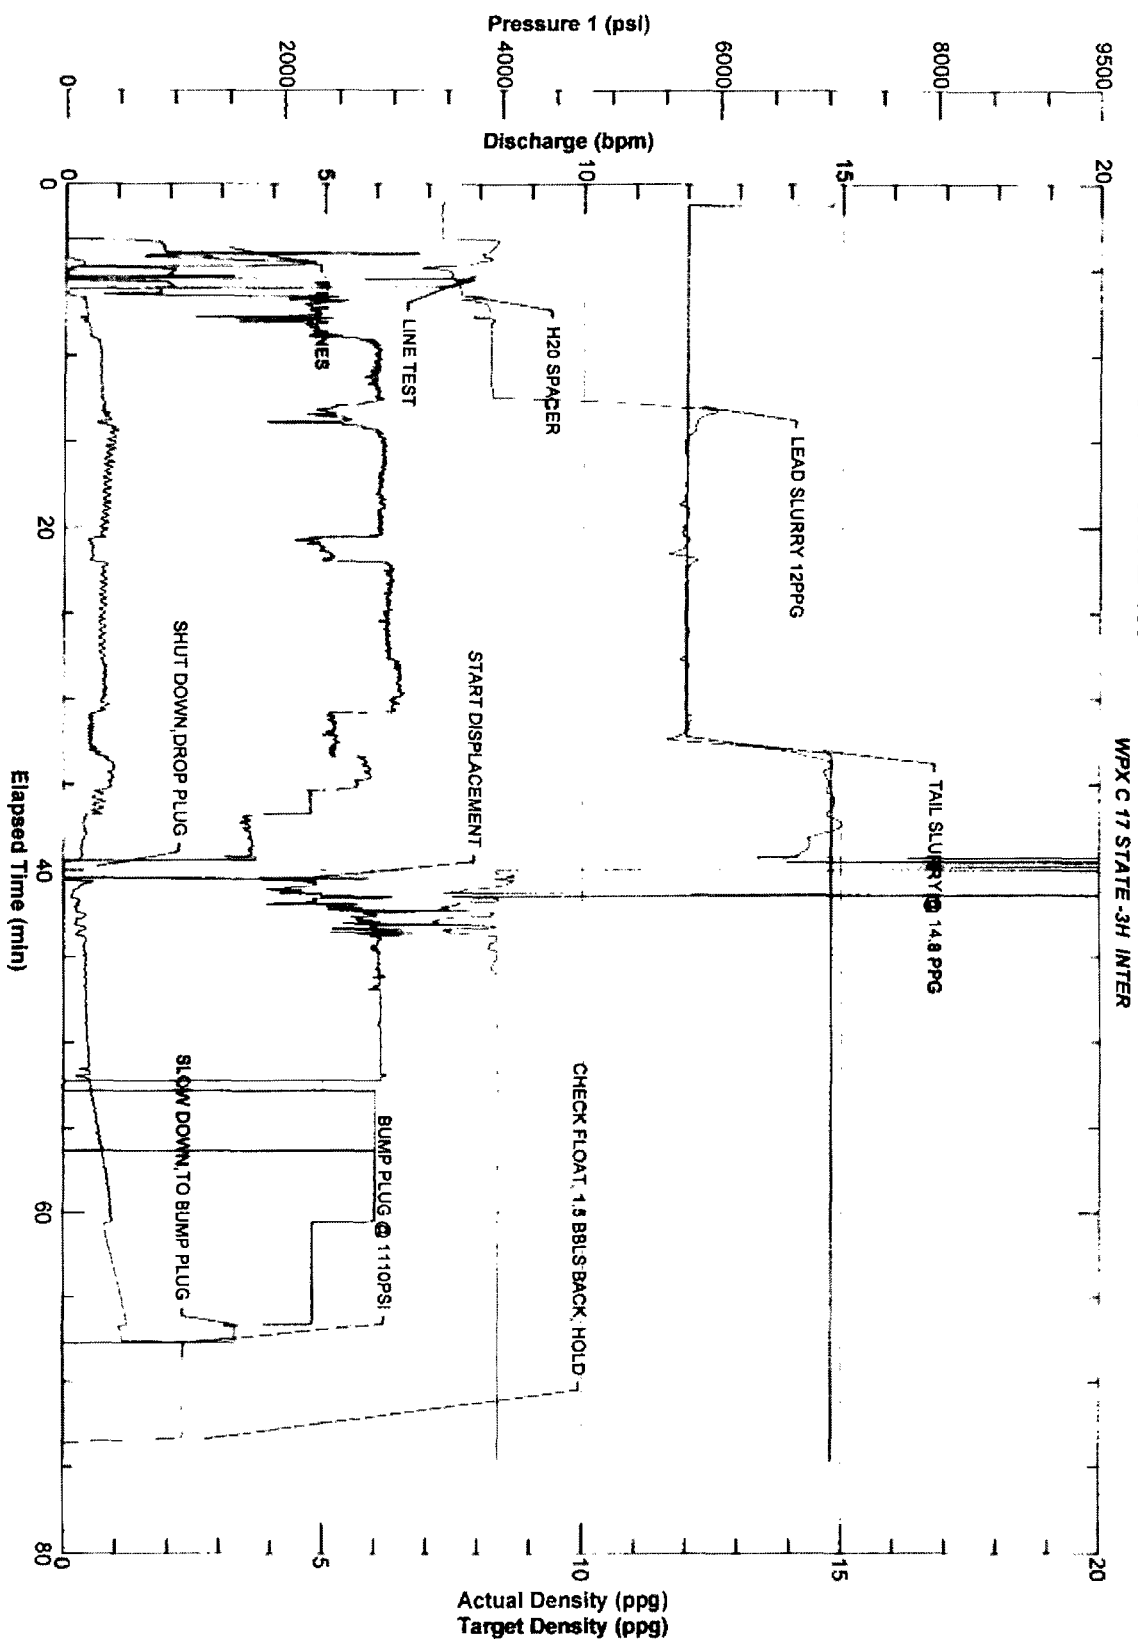 WPX C 17 STATE -3H INTER
Pressure 1 (psi)
9500
8000
6000
4000
2000
0
Discharge (bpm)
20
15
10
5
0
Actual Density (ppg)
Target Density (ppg)
20
15
10
5
0
0
20
40
60
80
Elapsed Time (min)
LINES
LINE TEST
H20 SPACER
LEAD SLURRY 12PPG
TAIL SLURRY @ 14.8 PPG
SHUT DOWN,DROP PLUG
START DISPLACEMENT
SLOW DOWN,TO BUMP PLUG
BUMP PLUG @ 1110PSI
CHECK FLOAT, 1.5 BBLS BACK, HOLD